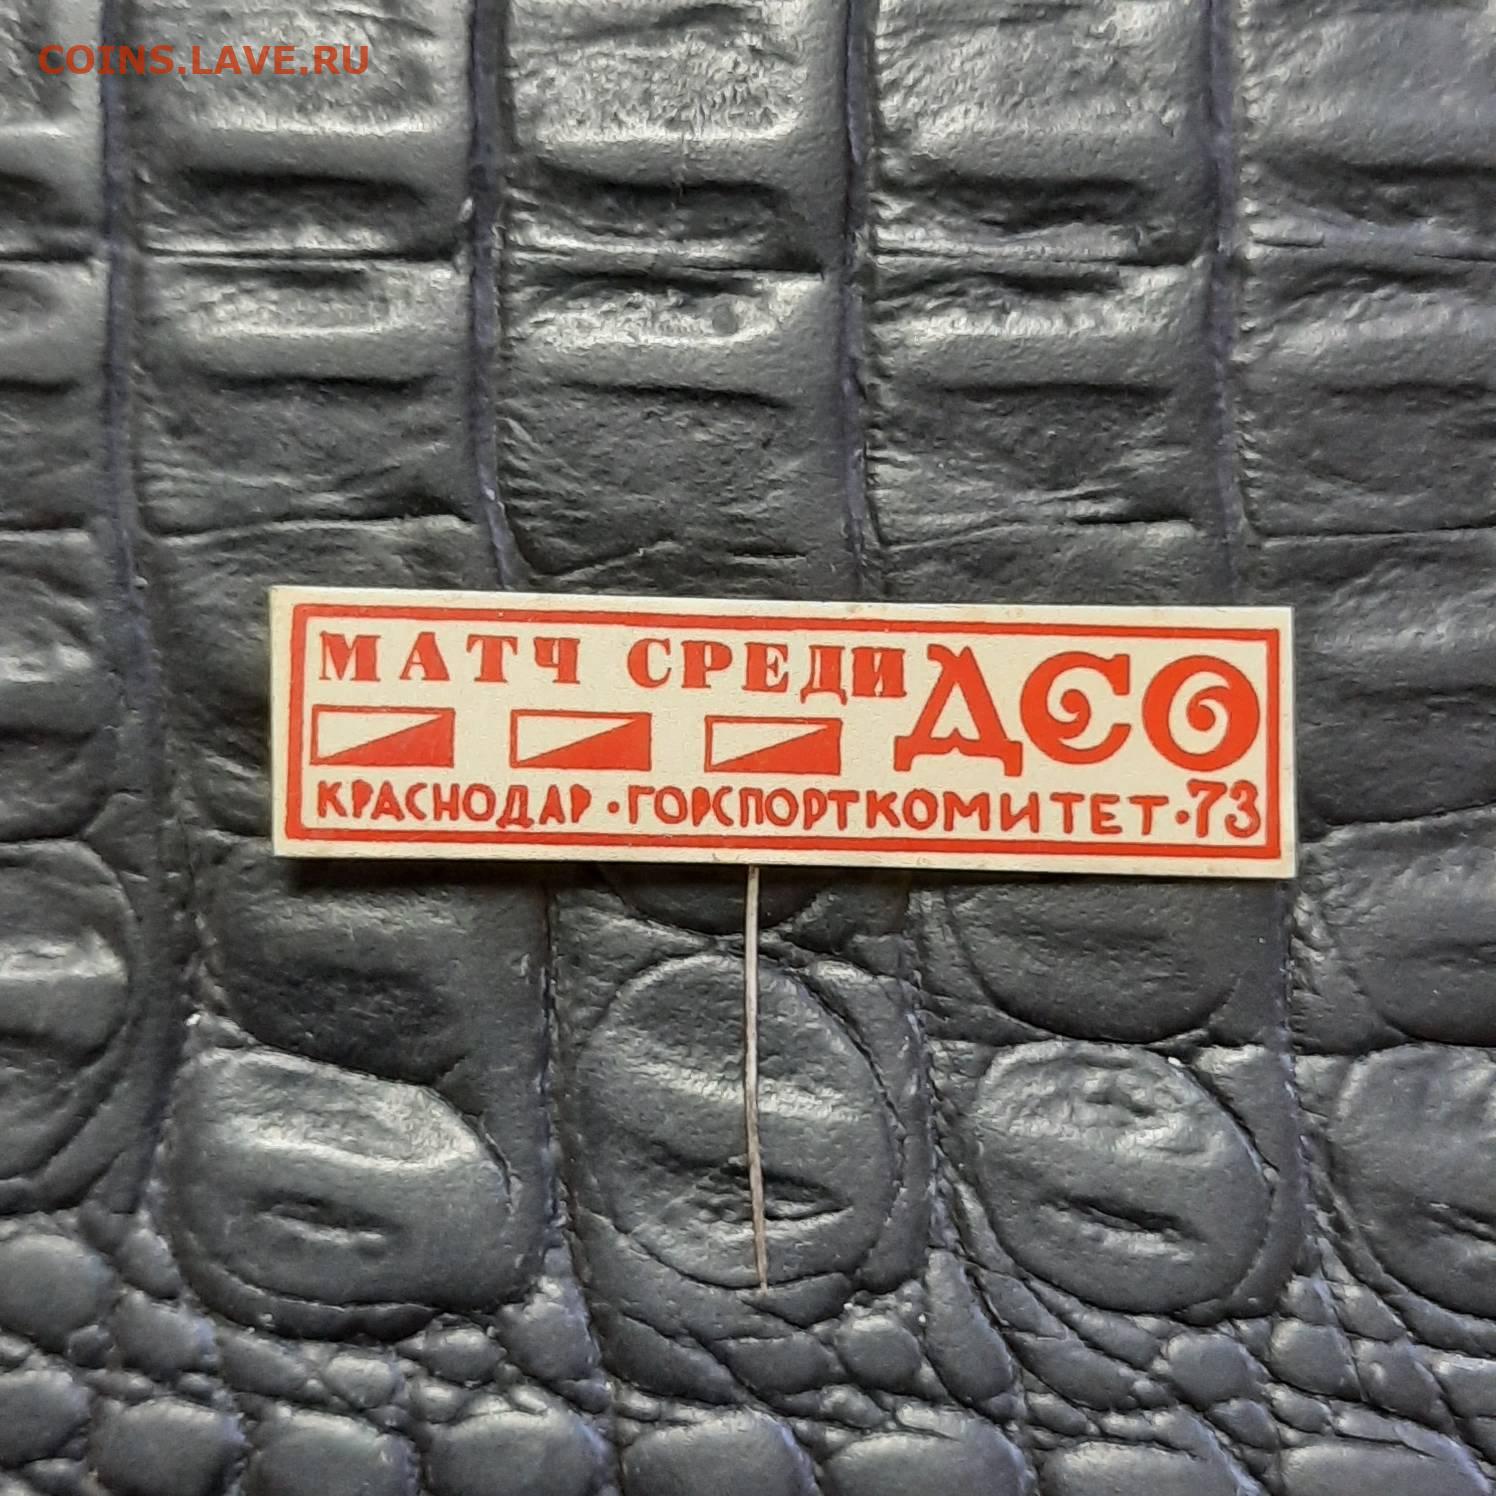 COINS.LAVE.RU
МАТЧ СРЕДИ ДСО
КРАСНОДАР·ГОРСПОРТКОМИТЕТ·73